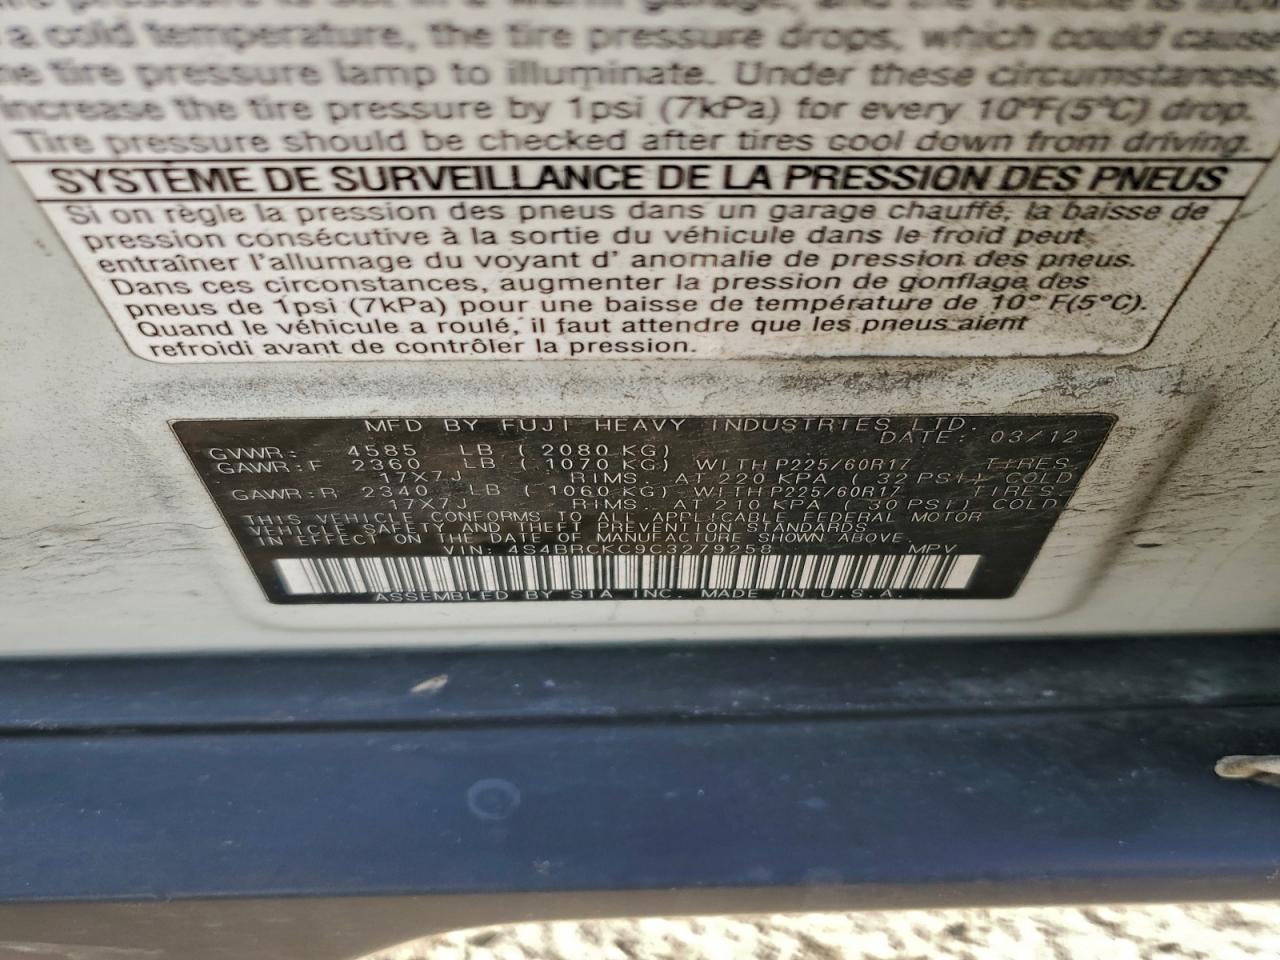 a cold temperature, the tire pressure drops, which could cause
tire pressure lamp to illuminate. Under these circumstances,
increase the tire pressure by 1psi (7kPa) for every 10°F(5°C) drop.
Tire pressure should be checked after tires cool down from driving.
SYSTÈME DE SURVEILLANCE DE LA PRESSION DES PNEUS
Si on règle la pression des pneus dans un garage chauffé, la baisse de
pression consécutive à la sortie du véhicule dans le froid peut
entraîner l'allumage du voyant d' anomalie de pression des pneus.
Dans ces circonstances, augmenter la pression de gonflage des
pneus de 1psi (7kPa) pour une baisse de température de 10° F(5°C).
Quand le véhicule a roulé, il faut attendre que les pneus aient
refroidi avant de contrôler la pression.
MFD BY FUJI HEAVY INDUSTRIES LTD.
DATE: 03/12
GVWR: 4585 LB ( 2080 KG)
GAWR:F 2360 LB ( 1070 KG) WITH P225/60R17 TIRES
17X7J RIMS. AT 220 KPA ( 32 PSI) COLD
GAWR:R 2340 LB ( 1060 KG) WITH P225/60R17 TIRES
17X7J RIMS. AT 210 KPA ( 30 PSI) COLD
THIS VEHICLE CONFORMS TO ALL APPLICABLE FEDERAL MOTOR
VEHICLE SAFETY AND THEFT PREVENTION STANDARDS
IN EFFECT ON THE DATE OF MANUFACTURE SHOWN ABOVE.
VIN: 4S4BRCKC9C3279258 MPV
ASSEMBLED BY SIA INC. MADE IN U.S.A.